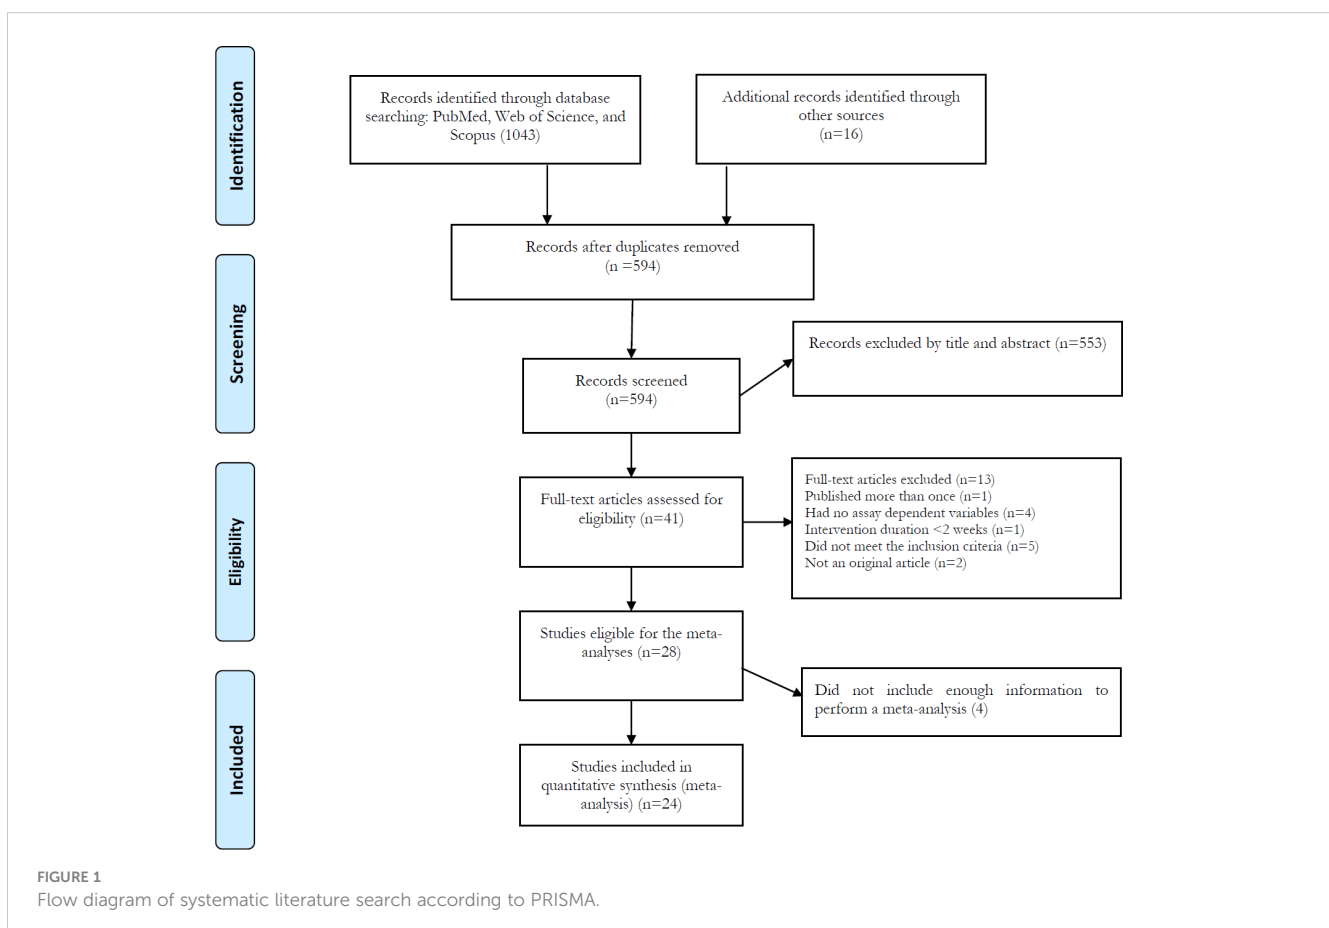 Identification
Records identified through database
searching: PubMed, Web of Science, and
Scopus (1043)
Additional records identified through
other sources
(n=16)
Records after duplicates removed
(n =594)
Screening
Records screened
(n=594)
Records excluded by title and abstract (n=553)
Eligibility
Full-text articles assessed for
eligibility (n=41)
Full-text articles excluded (n=13)
Published more than once (n=1)
Had no assay dependent variables (n=4)
Intervention duration <2 weeks (n=1)
Did not meet the inclusion criteria (n=5)
Not an original article (n=2)
Studies eligible for the meta-
analyses (n=28)
Included
Did not include enough information to
perform a meta-analysis (4)
Studies included in
quantitative synthesis (meta-
analysis) (n=24)
FIGURE 1
Flow diagram of systematic literature search according to PRISMA.